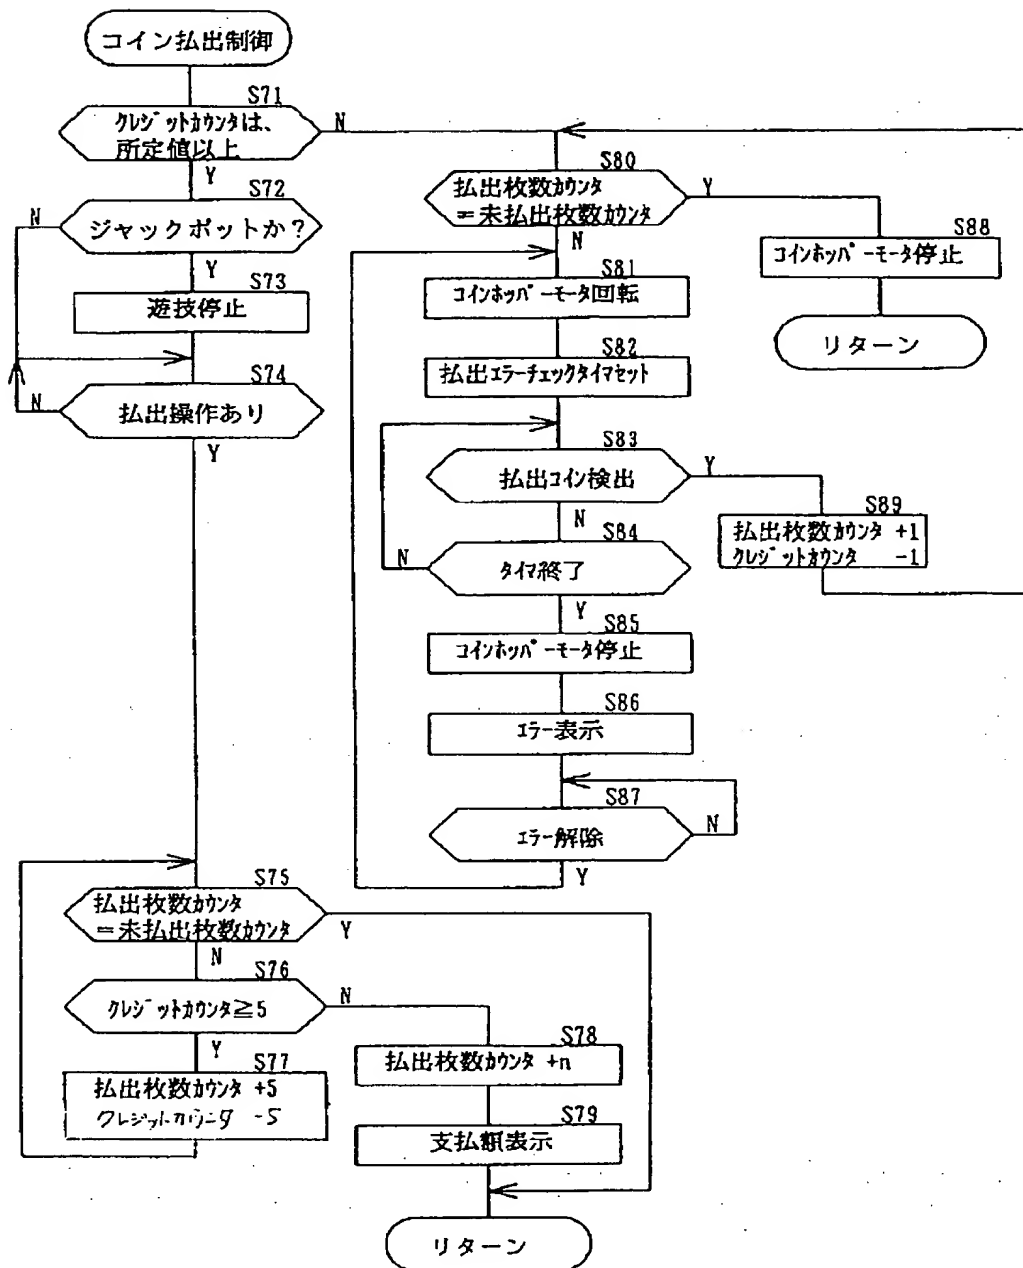 コイン払出制御
S71
クレジットカウンタは、
所定値以上
N
Y
S72
ジャックポットか？
N
Y
S73
遊技停止
S74
払出操作あり
N
Y
S75
払出枚数カウンタ
＝未払出枚数カウンタ
Y
N
S76
クレジットカウンタ≧5
N
Y
S77
払出枚数カウンタ +5
クレジットカウンタ -5
S78
払出枚数カウンタ +n
S79
支払額表示
リターン
S80
払出枚数カウンタ
＝未払出枚数カウンタ
Y
N
S81
コインホッパーモータ回転
S82
払出エラーチェックタイマセット
S83
払出コイン検出
Y
N
S84
タイマ終了
N
Y
S85
コインホッパーモータ停止
S86
エラー表示
S87
エラー解除
N
Y
S88
コインホッパーモータ停止
リターン
S89
払出枚数カウンタ +1
クレジットカウンタ -1